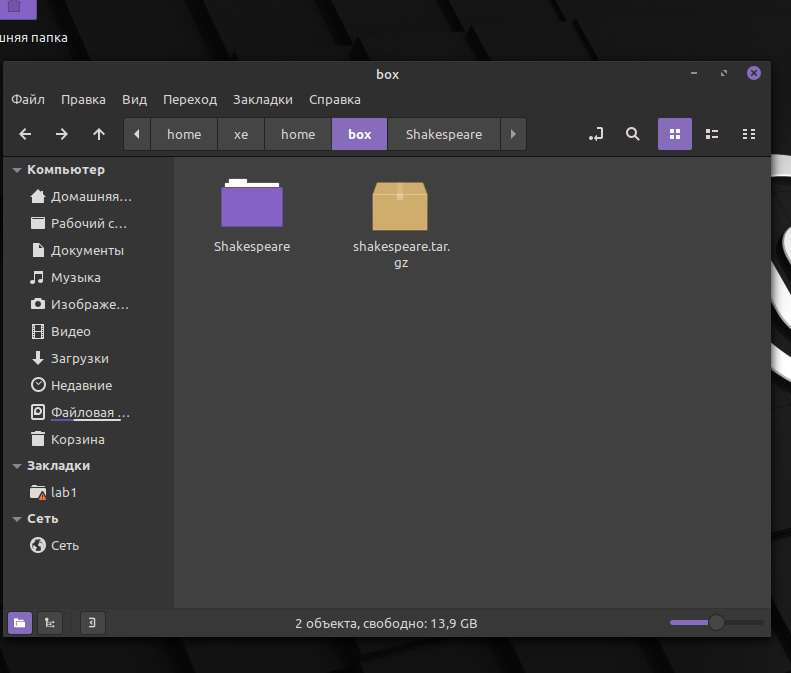 шняя папка
box
Файл Правка Вид Переход Закладки Справка
home xe home box Shakespeare
Компьютер
Домашняя...
Рабочий с...
Документы
Музыка
Изображе...
Видео
Загрузки
Недавние
Файловая ...
Корзина
Закладки
lab1
Сеть
Сеть
Shakespeare
shakespeare.tar.
gz
2 объекта, свободно: 13,9 GB